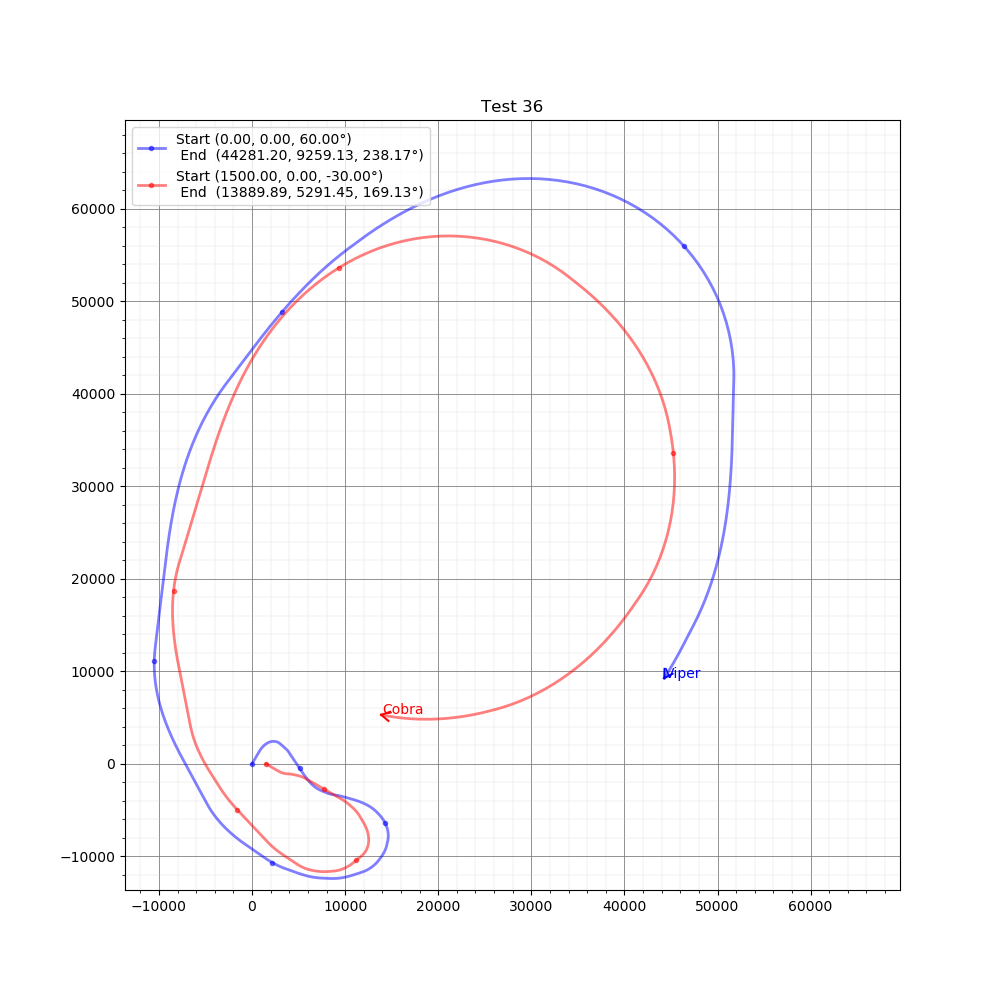 Test 36
Start (0.00, 0.00, 60.00°)
End (44281.20, 9259.13, 238.17°)
Start (1500.00, 0.00, -30.00°)
End (13889.89, 5291.45, 169.13°)
60000
50000
40000
30000
20000
10000
0
−10000
Viper
Cobra
−10000 0 10000 20000 30000 40000 50000 60000